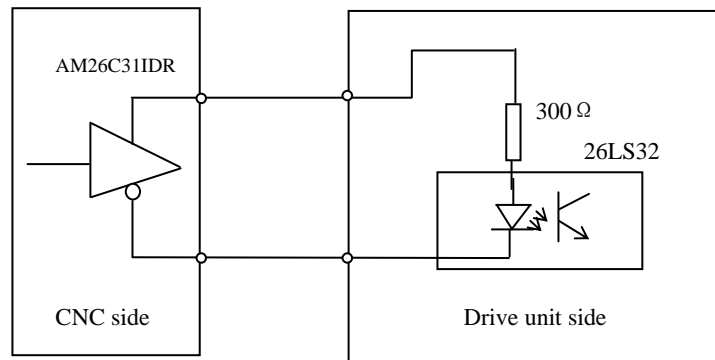 AM26C31IDR
300Ω
26LS32
CNC side
Drive unit side